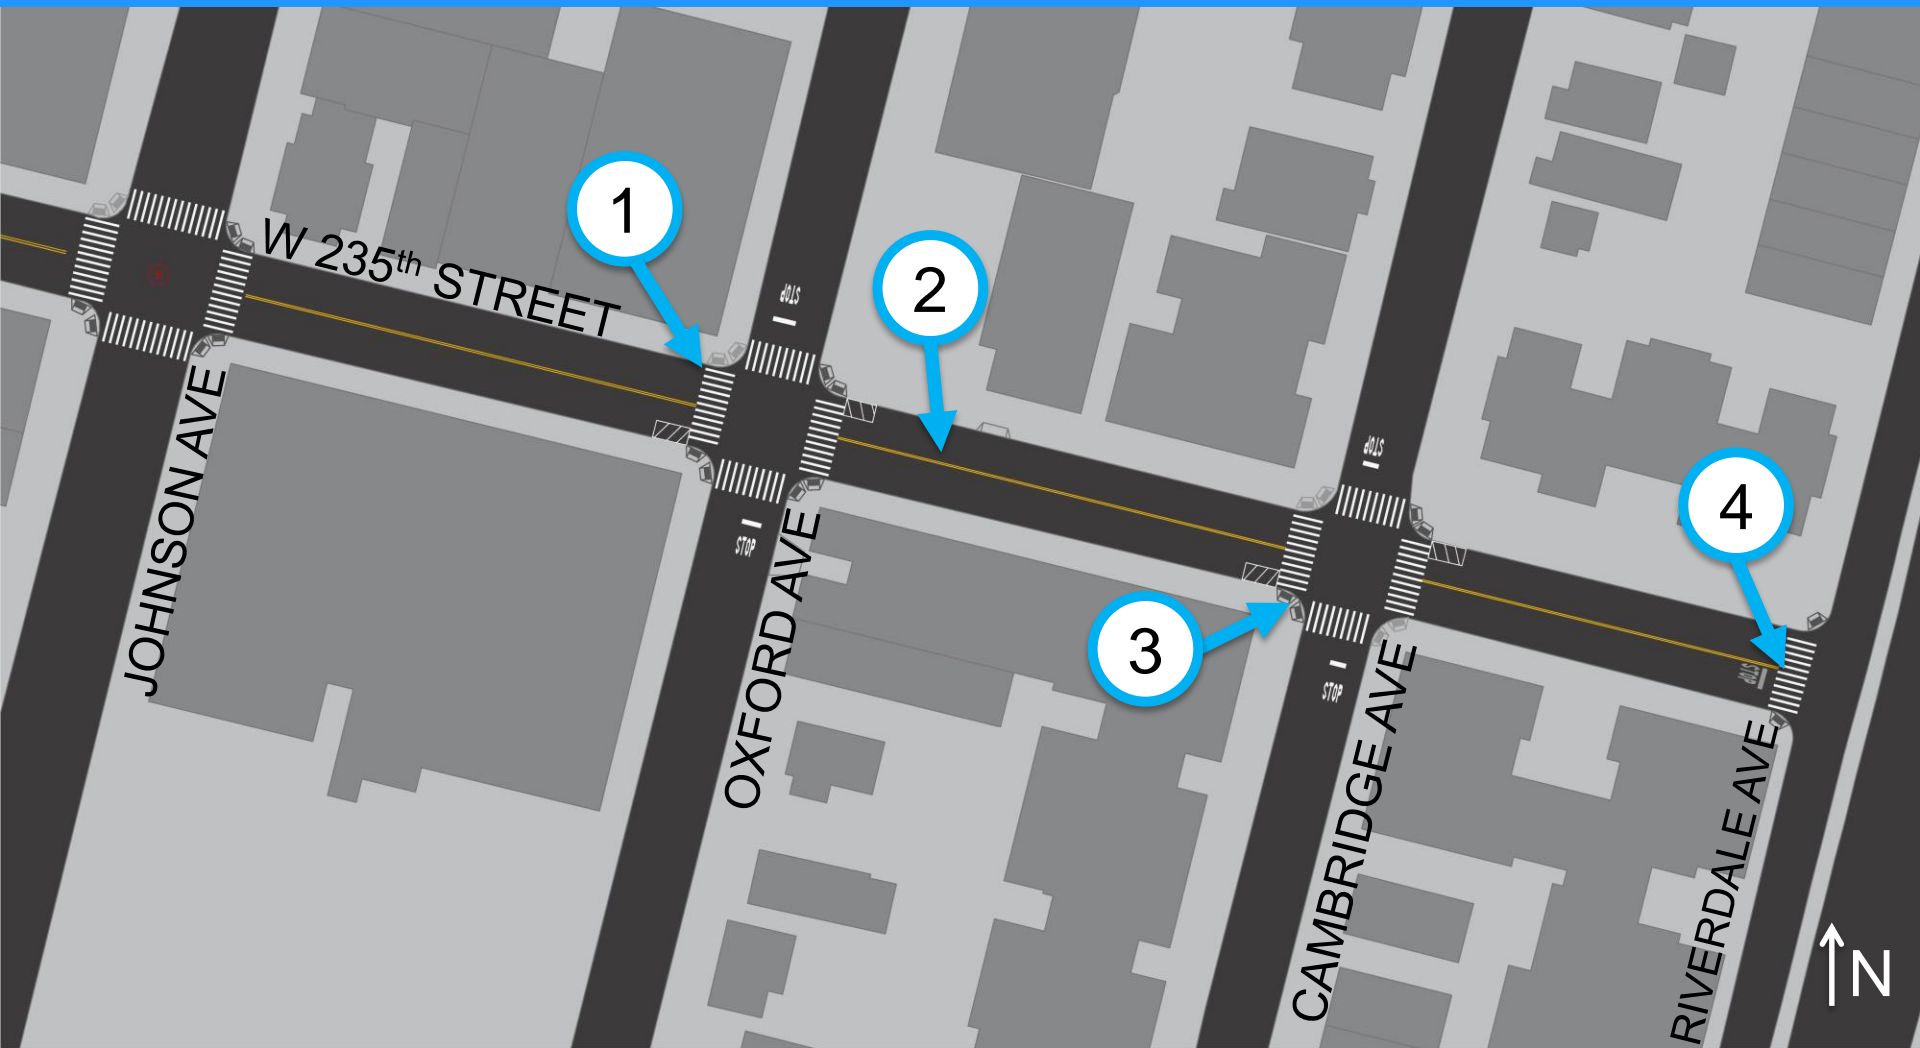 1
W 235th STREET
2
STOP
STOP
3
4
STOP
STOP
STOP
JOHNSON AVE
OXFORD AVE
CAMBRIDGE AVE
RIVERDALE AVE
N